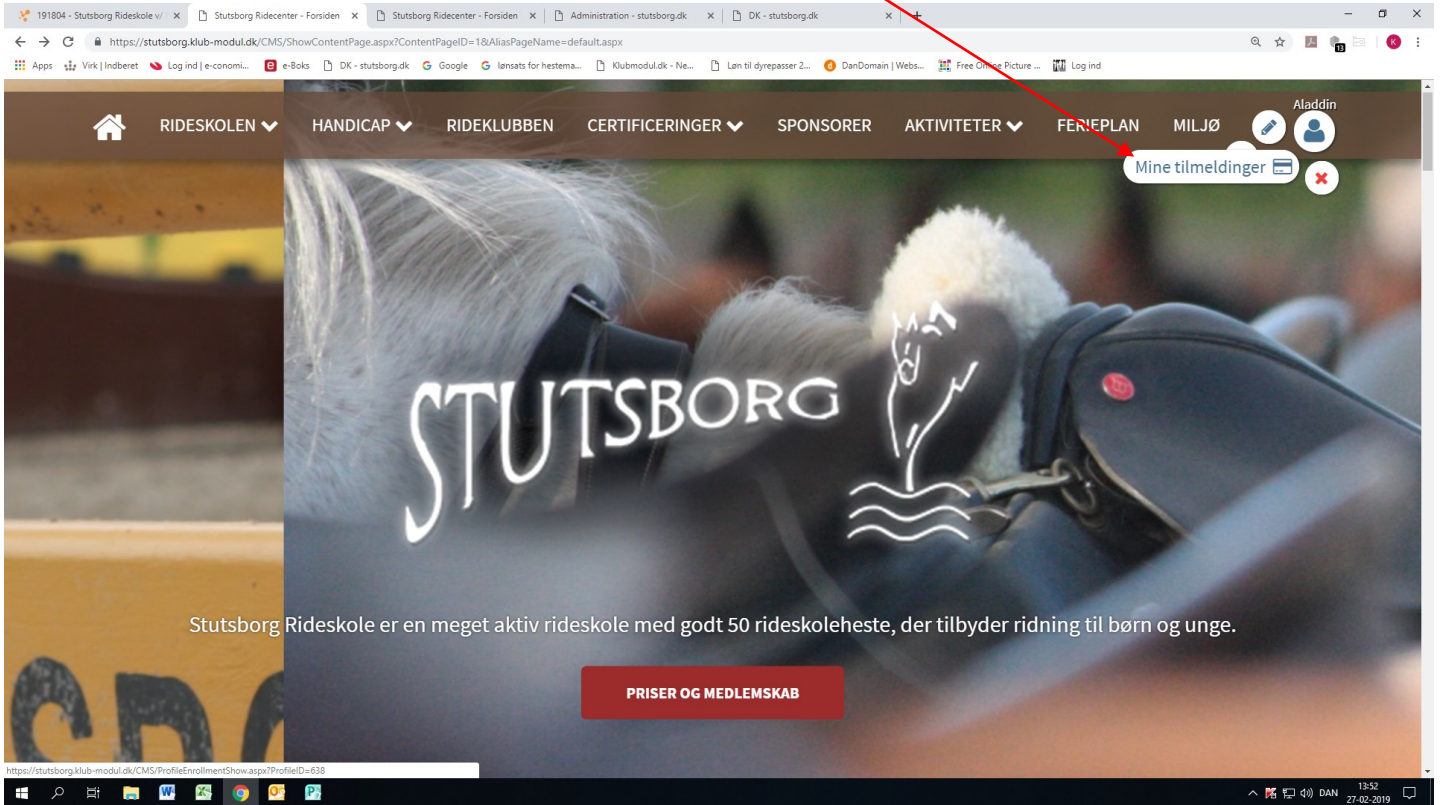 191804 - Stutsborg Rideskole v/
Stutsborg Ridecenter - Forsiden
Stutsborg Ridecenter - Forsiden
Administration - stutsborg.dk
DK - stutsborg.dk
https://stutsborg.klub-modul.dk/CMS/ShowContentPage.aspx?ContentPageID=1&AliasPageName=default.aspx
13
K
Apps
Virk | Indberet
Log ind | e-conomi...
e-Boks
DK - stutsborg.dk
Google
lønsats for hestema...
Klubmodul.dk - Ne...
Løn til dyrepasser 2...
DanDomain | Webs...
Free Online Picture ...
Log ind
Aladdin
RIDESKOLEN
HANDICAP
RIDEKLUBBEN
CERTIFICERINGER
SPONSORER
AKTIVITETER
FERIEPLAN
MILJØ
Mine tilmeldinger
STUTSBORG
Stutsborg Rideskole er en meget aktiv rideskole med godt 50 rideskoleheste, der tilbyder ridning til børn og unge.
PRISER OG MEDLEMSKAB
https://stutsborg.klub-modul.dk/CMS/ProfileEnrollmentShow.aspx?ProfileID=638
DAN
13:52
27-02-2019